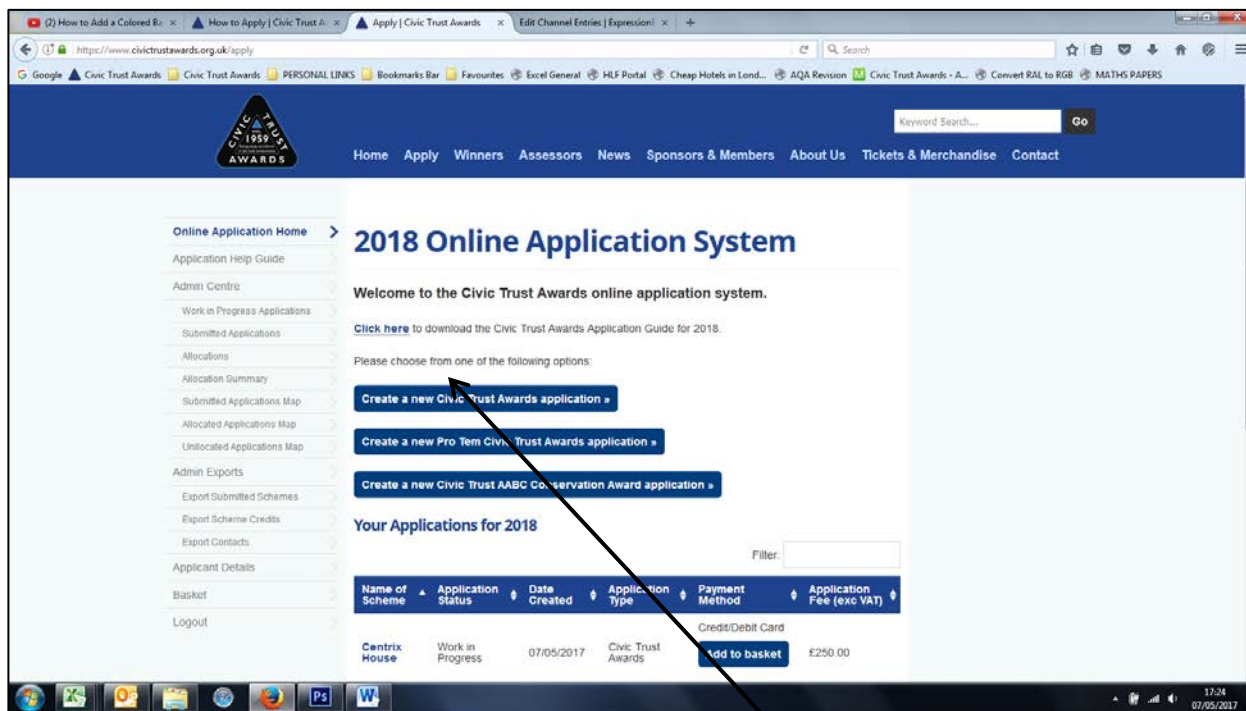 (2) How to Add a Colored Ba
How to Apply | Civic Trust A
Apply | Civic Trust Awards
Edit Channel Entries | Expression
https://www.civictrustawards.org.uk/apply
Search
Google
Civic Trust Awards
Civic Trust Awards
PERSONAL LINKS
Bookmarks Bar
Favourites
Excel General
HLF Portal
Cheap Hotels in Lond...
AQA Revision
Civic Trust Awards - A...
Convert RAL to RGB
MATHS PAPERS
CIVIC TRUST
1959
AWARDS
Keyword Search...
Go
Home Apply Winners Assessors News Sponsors & Members About Us Tickets & Merchandise Contact
Online Application Home
Application Help Guide
Admin Centre
Work in Progress Applications
Submitted Applications
Allocations
Allocation Summary
Submitted Applications Map
Allocated Applications Map
Unllocated Applications Map
Admin Exports
Export Submitted Schemes
Export Scheme Credits
Export Contacts
Applicant Details
Basket
Logout
2018 Online Application System
Welcome to the Civic Trust Awards online application system.
Click here to download the Civic Trust Awards Application Guide for 2018.
Please choose from one of the following options:
Create a new Civic Trust Awards application »
Create a new Pro Tem Civic Trust Awards application »
Create a new Civic Trust AABC Conservation Award application »
Your Applications for 2018
Filter:
Name of Scheme
Application Status
Date Created
Application Type
Payment Method
Application Fee (exc VAT)
Centrix House
Work in Progress
07/05/2017
Civic Trust Awards
Credit/Debit Card
Add to basket
£250.00
Ps
17:24
07/05/2017